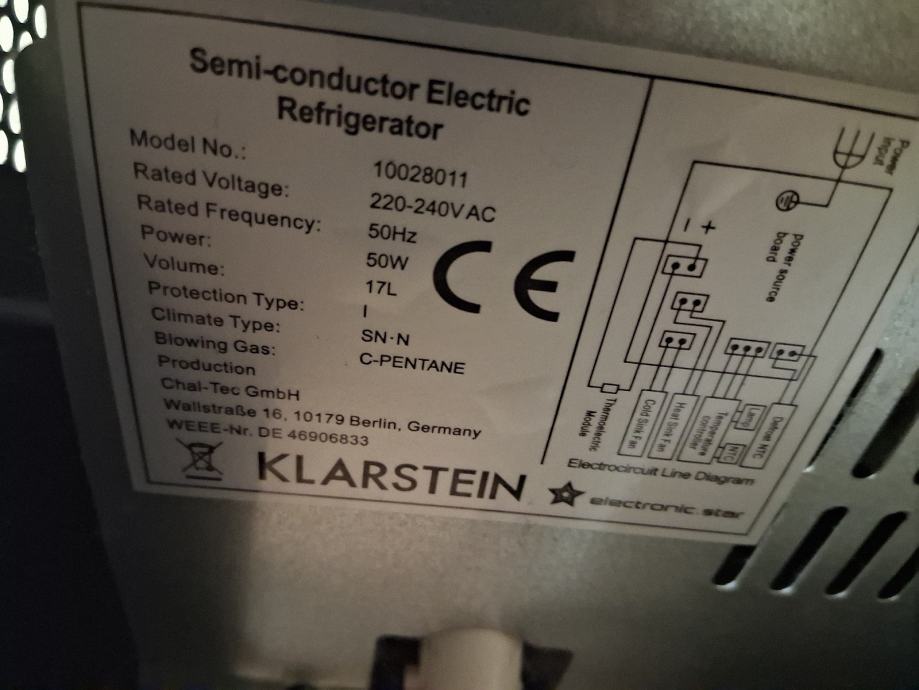 Semi-conductor Electric
Refrigerator
Model No.: 10028011
Rated Voltage: 220-240V AC
Rated Frequency: 50Hz
Power: 50W
Volume: 17L
Protection Type: I
Climate Type: SN·N
Blowing Gas: C-PENTANE
Production
Chal-Tec GmbH
Wallstraße 16, 10179 Berlin, Germany
WEEE-Nr. DE 46906833
KLARSTEIN
CE
Power
input
power source
board
- +
Thermoelectric
Module
Cold Sink Fan
Heat Sink Fan
Temperature
controller
Lamp
NTC
Defrost NTC
Electrocircuit Line Diagram
electronic.star